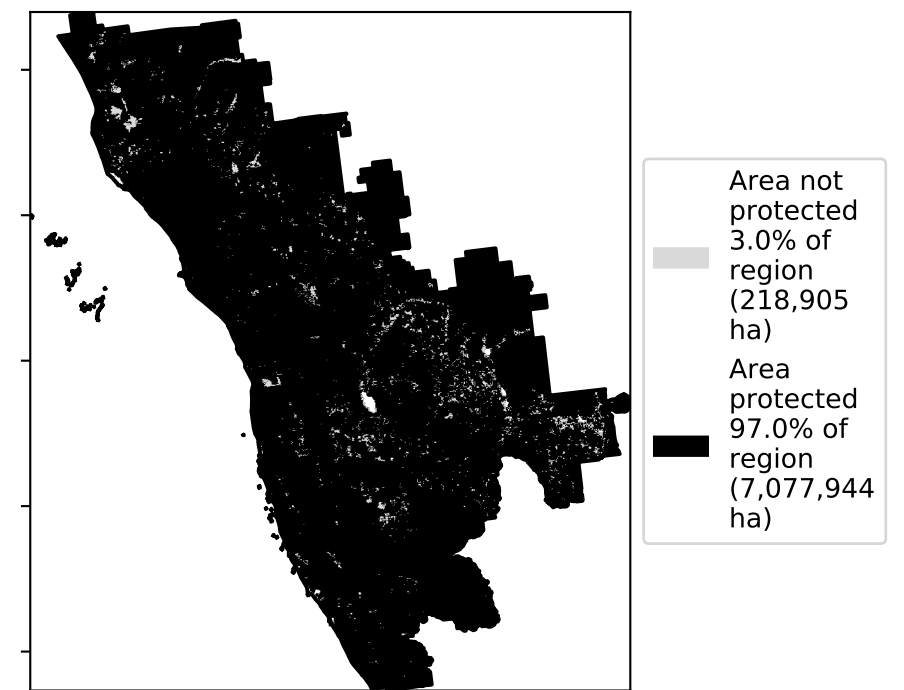 Area not
protected
3.0% of
region
(218,905
ha)
Area
protected
97.0% of
region
(7,077,944
ha)